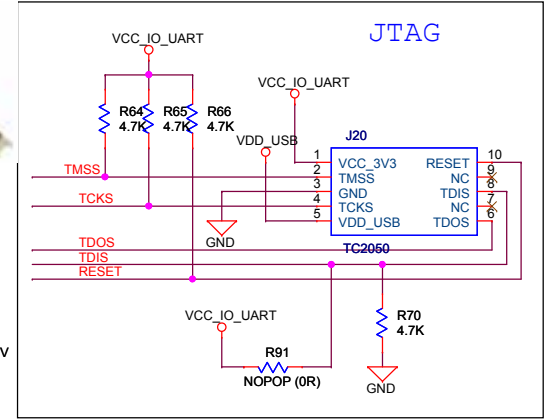 JTAG
VCC_IO_UART
VCC_IO_UART
R64
4.7K
R65
4.7K
R66
4.7K
VDD_USB
J20
1 VCC_3V3 RESET 10
2 TMSS NC 9
3 GND TDIS 8
4 TCKS NC 7
5 VDD_USB TDOS 6
TC2050
TMSS
TCKS
GND
TDOS
TDIS
RESET
VCC_IO_UART
R91
NOPOP (0R)
R70
4.7K
GND
V